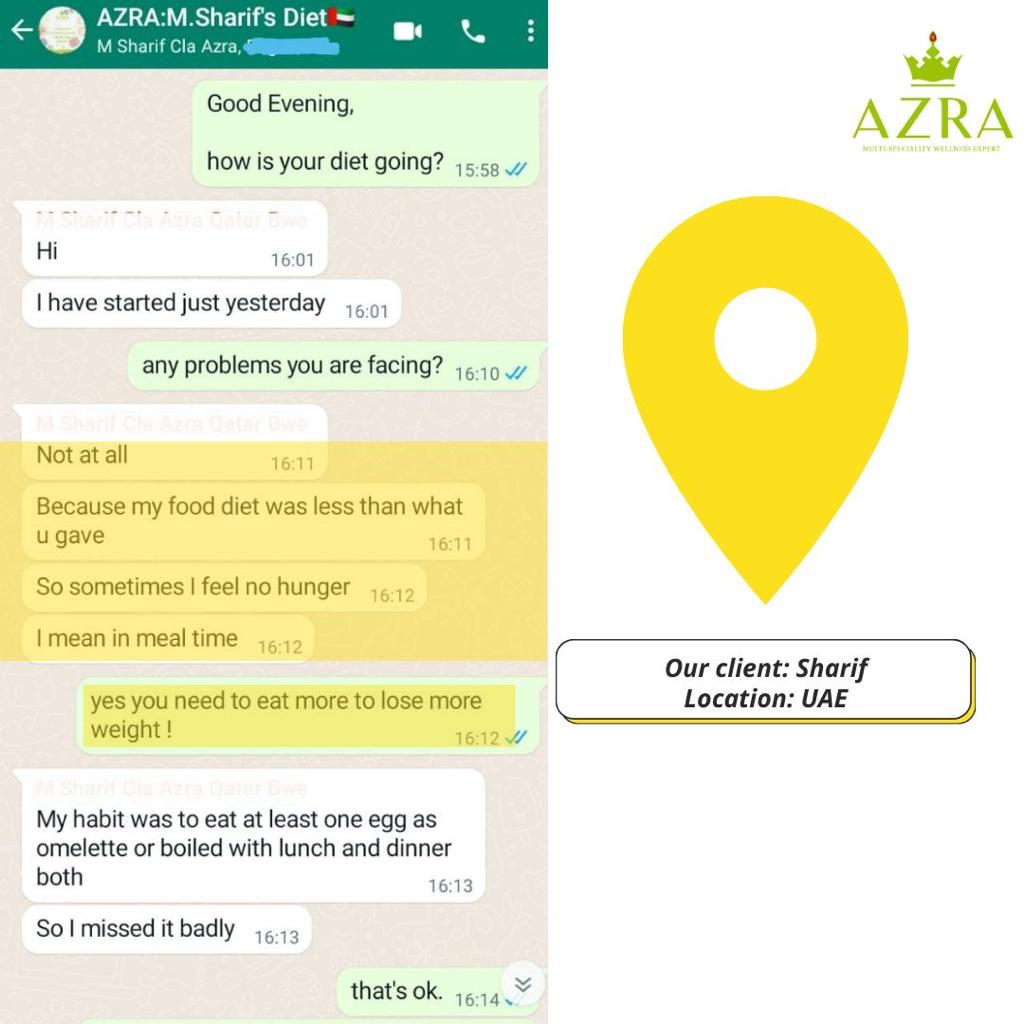 AZRA:M.Sharif's Diet🇦🇪
M Sharif Cla Azra,
Good Evening,
how is your diet going? 15:58
M Sharif Cla Azra Qatar Bwe
Hi 16:01
I have started just yesterday 16:01
any problems you are facing? 16:10
M Sharif Cla Azra Qatar Bwe
Not at all 16:11
Because my food diet was less than what
u gave 16:11
So sometimes I feel no hunger 16:12
I mean in meal time 16:12
yes you need to eat more to lose more
weight ! 16:12
M Sharif Cla Azra Qatar Bwe
My habit was to eat at least one egg as
omelette or boiled with lunch and dinner
both 16:13
So I missed it badly 16:13
that's ok. 16:14
AZRA
MULTI-SPECIALITY WELLNESS EXPERT
Our client: Sharif
Location: UAE